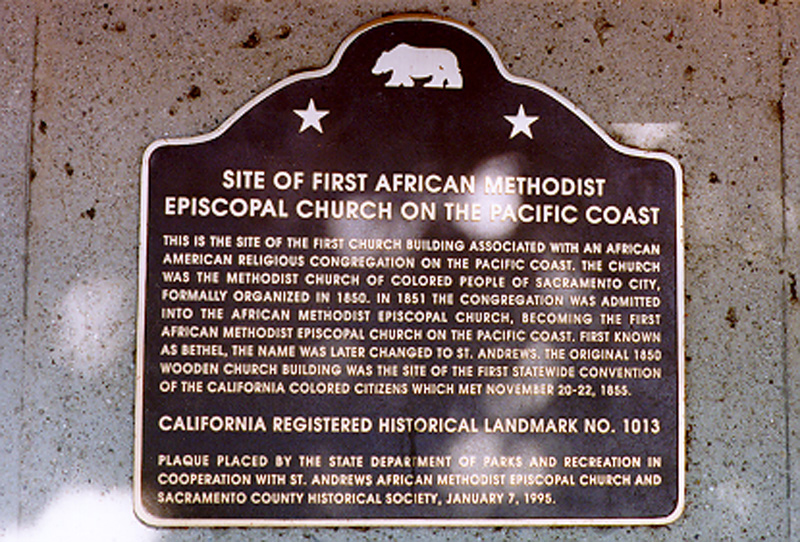 SITE OF FIRST AFRICAN METHODIST
EPISCOPAL CHURCH ON THE PACIFIC COAST
THIS IS THE SITE OF THE FIRST CHURCH BUILDING ASSOCIATED WITH AN AFRICAN
AMERICAN RELIGIOUS CONGREGATION ON THE PACIFIC COAST. THE CHURCH
WAS THE METHODIST CHURCH OF COLORED PEOPLE OF SACRAMENTO CITY,
FORMALLY ORGANIZED IN 1850. IN 1851 THE CONGREGATION WAS ADMITTED
INTO THE AFRICAN METHODIST EPISCOPAL CHURCH, BECOMING THE FIRST
AFRICAN METHODIST EPISCOPAL CHURCH ON THE PACIFIC COAST. FIRST KNOWN
AS BETHEL, THE NAME WAS LATER CHANGED TO ST. ANDREWS. THE ORIGINAL 1850
WOODEN CHURCH BUILDING WAS THE SITE OF THE FIRST STATEWIDE CONVENTION
OF THE CALIFORNIA COLORED CITIZENS WHICH MET NOVEMBER 20-22, 1855.
CALIFORNIA REGISTERED HISTORICAL LANDMARK NO. 1013
PLAQUE PLACED BY THE STATE DEPARTMENT OF PARKS AND RECREATION IN
COOPERATION WITH ST. ANDREWS AFRICAN METHODIST EPISCOPAL CHURCH AND
SACRAMENTO COUNTY HISTORICAL SOCIETY, JANUARY 7, 1995.